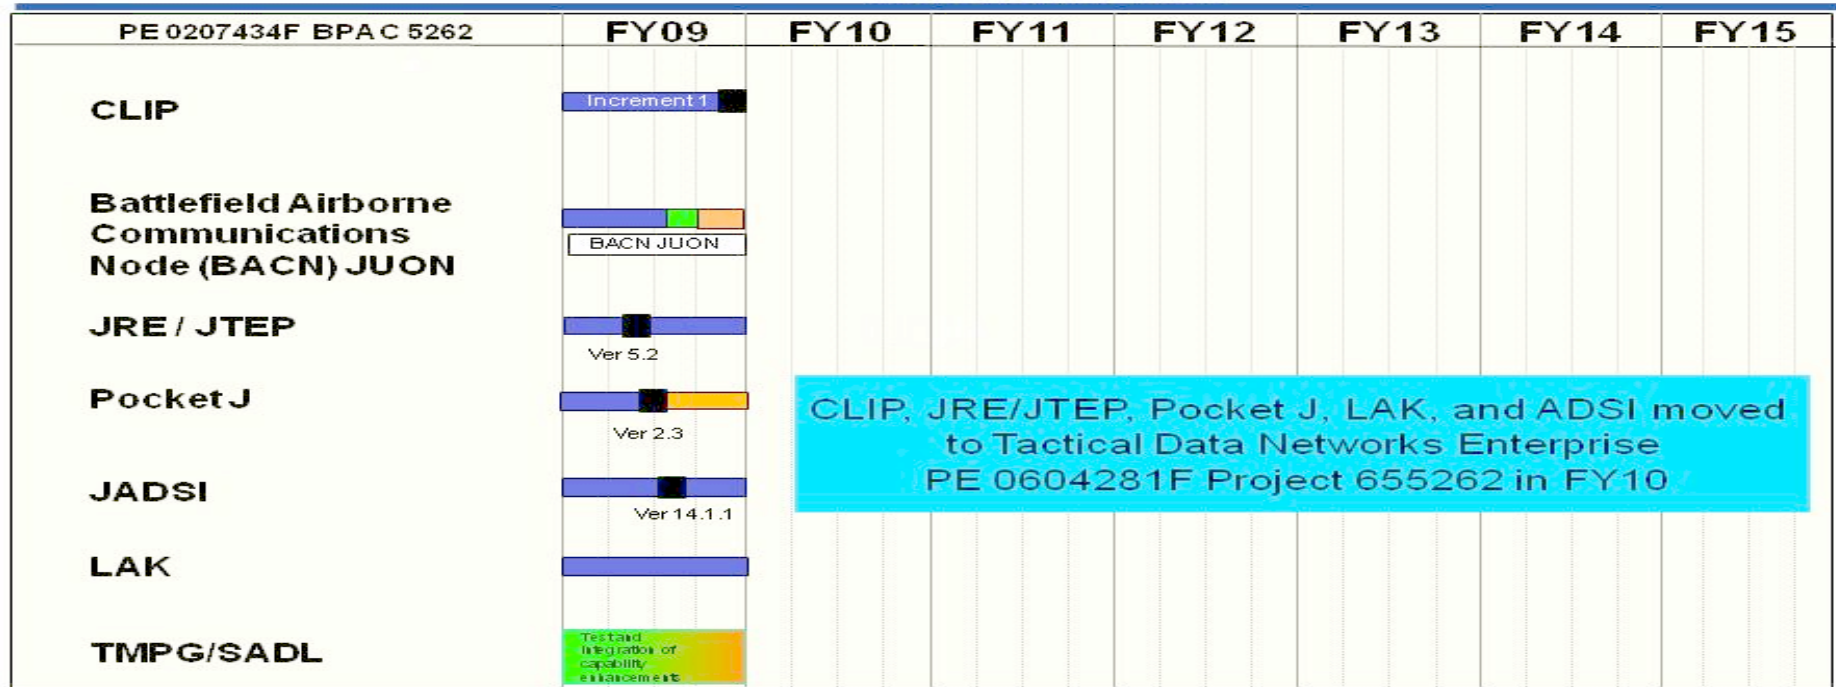 PE 0207434F BPAC 5262 FY09 FY10 FY11 FY12 FY13 FY14 FY15
CLIP
Increment 1
Battlefield Airborne
Communications
Node (BACN) JUON
BACN JUON
JRE / JTEP
Ver 5.2
Pocket J
Ver 2.3
CLIP, JRE/JTEP, Pocket J, LAK, and ADSI moved
to Tactical Data Networks Enterprise
PE 0604281F Project 655262 in FY10
JADSI
Ver 14.1.1
LAK
TMPG/SADL
Test and
integration of
capability
enhancements